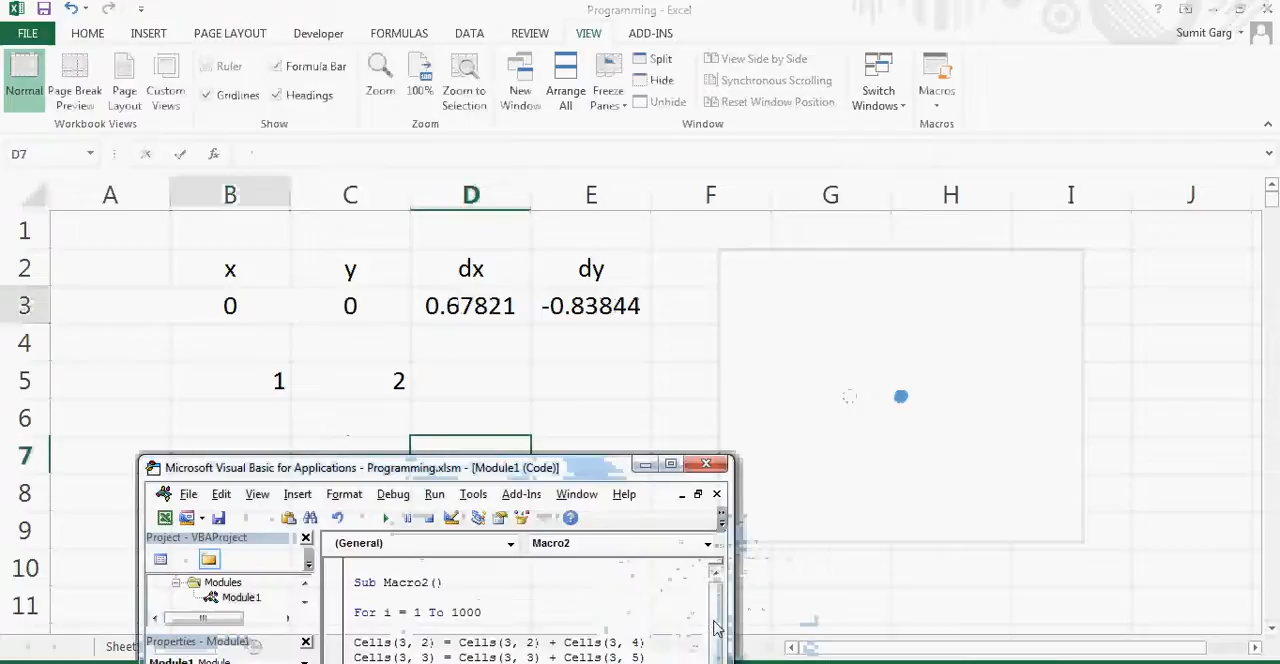 Programming - Excel
?
FILE HOME INSERT PAGE LAYOUT Developer FORMULAS DATA REVIEW VIEW ADD-INS Sumit Garg
Normal Page Break Preview Page Layout Custom Views
Ruler Formula Bar
Gridlines Headings
Zoom 100% Zoom to Selection
New Window Arrange All Freeze Panes
Split
Hide
Unhide
View Side by Side
Synchronous Scrolling
Reset Window Position
Switch Windows
Macros
Workbook Views Show Zoom Window Macros
D7 fx
A B C D E F G H I J
1
2 x y dx dy
3 0 0 0.67821 -0.83844
4
5 1 2
6
7
8
9
10
11
Microsoft Visual Basic for Applications - Programming.xlsm - [Module1 (Code)]
File Edit View Insert Format Debug Run Tools Add-Ins Window Help
Project - VBAProject
(General) Macro2
Modules
Module1
Properties - Module1
Module1 Module
Sub Macro2()
For i = 1 To 1000
Cells(3, 2) = Cells(3, 2) + Cells(3, 4)
Cells(3, 3) = Cells(3, 3) + Cells(3, 5)
Sheet